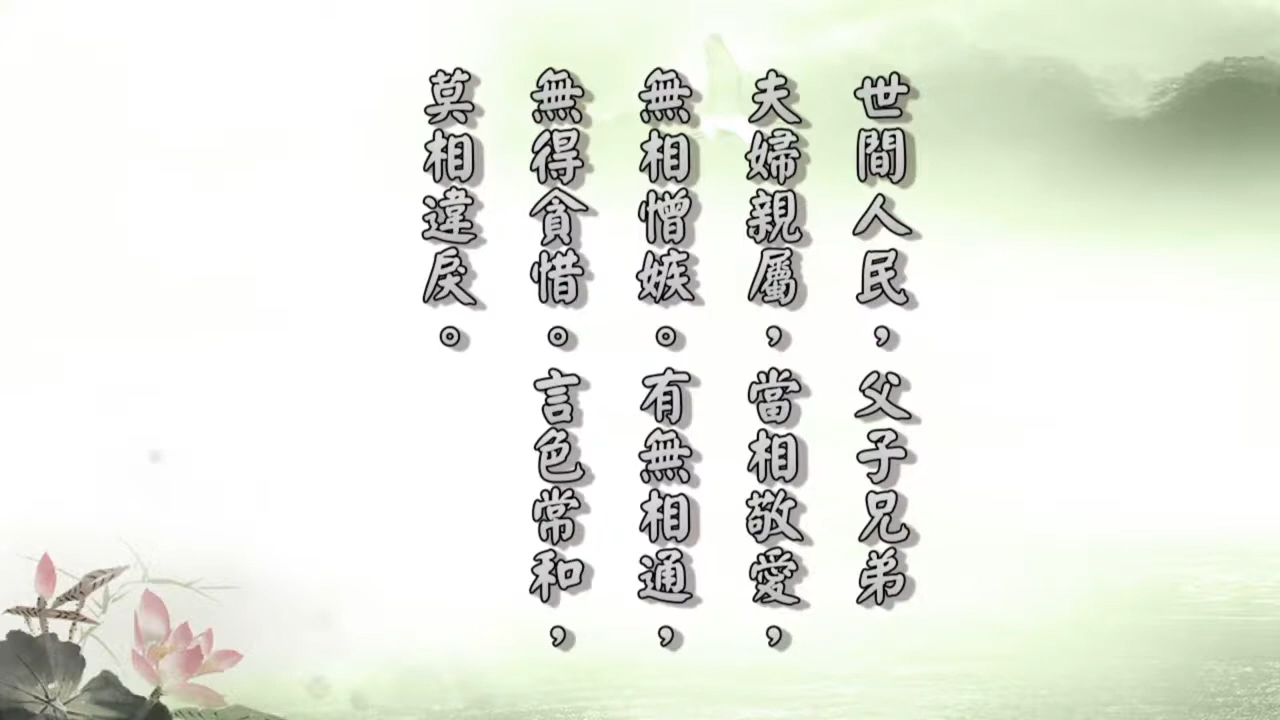 世間人民，父子兄弟
夫婦親屬，當相敬愛，
無相憎嫉。有無相通，
無得貪惜。言色常和，
莫相違戾。